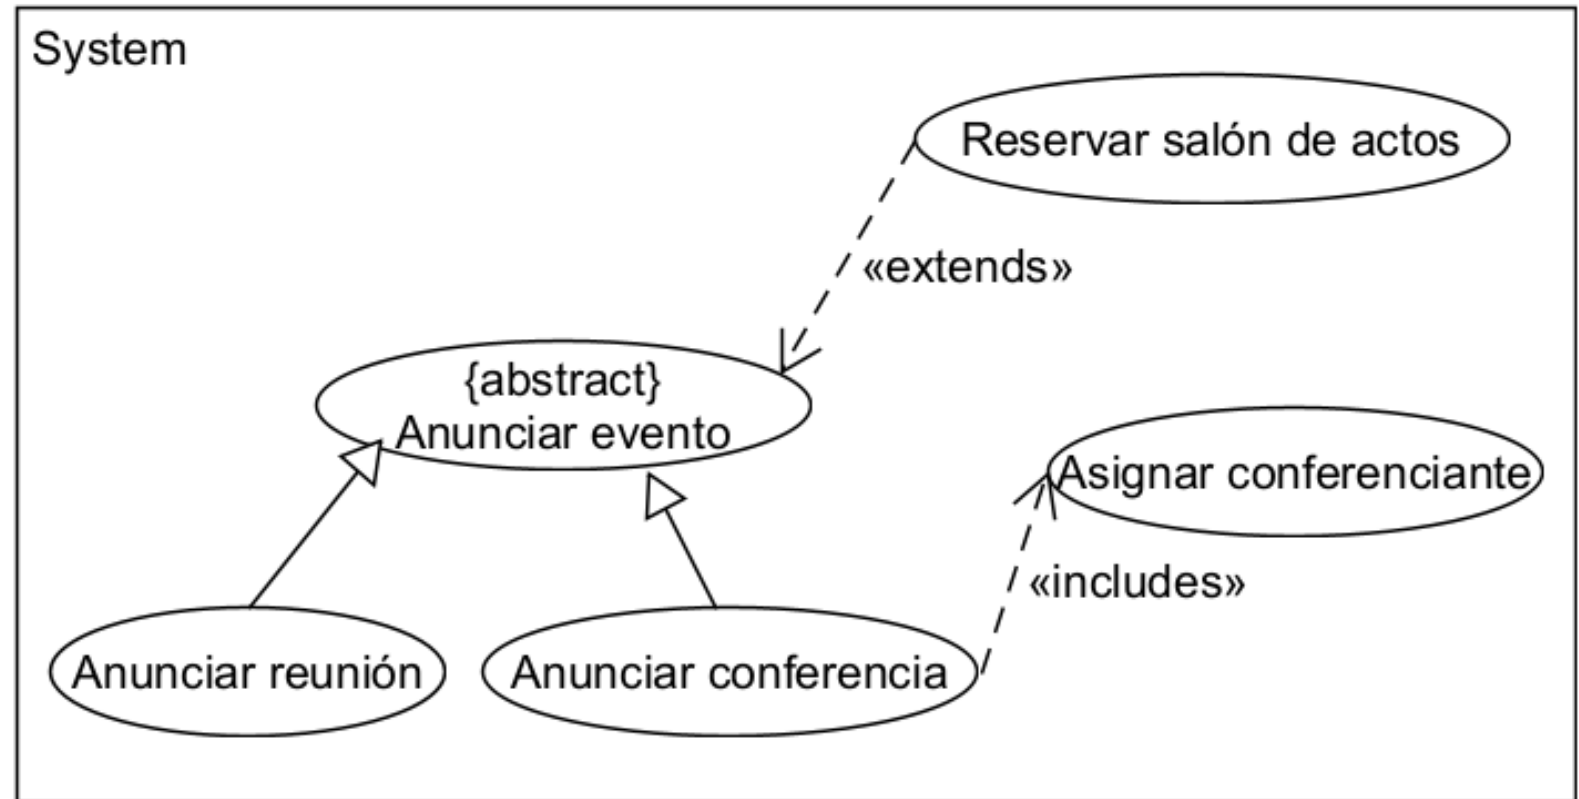 System
Reservar salón de actos
«extends»
{abstract}
Anunciar evento
Asignar conferenciante
«includes»
Anunciar reunión
Anunciar conferencia